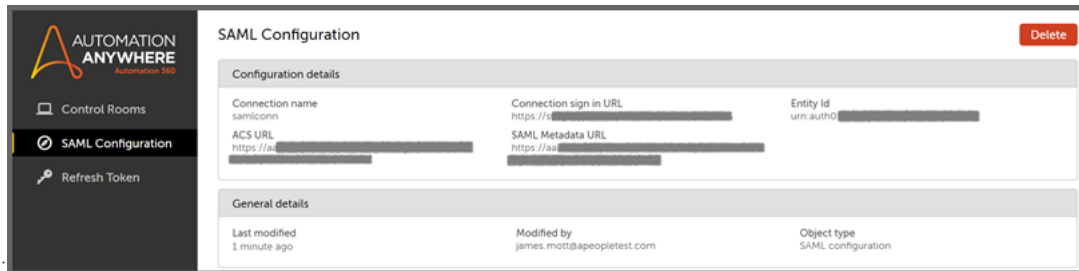 AUTOMATION
ANYWHERE
Automation 360
Control Rooms
SAML Configuration
Refresh Token
SAML Configuration
Delete
Configuration details
Connection name
samlconn
Connection sign in URL
https://s
Entity Id
urn:auth0:
ACS URL
https://aa
SAML Metadata URL
https://aa
General details
Last modified
1 minute ago
Modified by
james.mott@apeopletest.com
Object type
SAML configuration
.